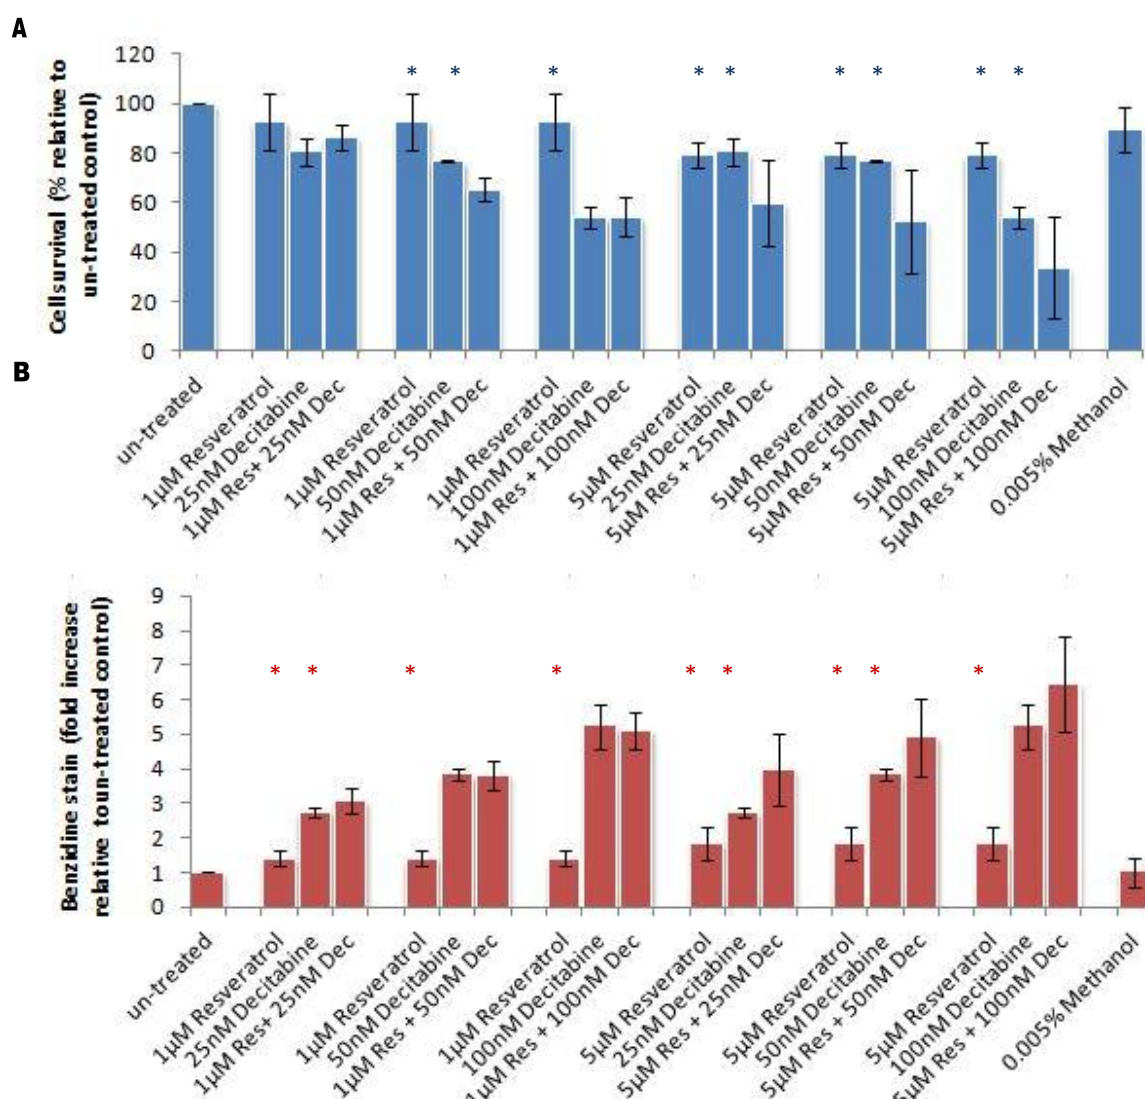 A
Cellsurvival (% relative to
un-treated control)
120
100
80
60
40
20
0
* * * * * * * * *
un-treated
1μM Resveratrol
25nM Decitabine
1μM Res+ 25nM Dec
1μM Resveratrol
50nM Decitabine
1μM Res + 50nM Dec
1μM Resveratrol
100nM Decitabine
1μM Res + 100nM Dec
5μM Resveratrol
25nM Decitabine
5μM Res + 25nM Dec
5μM Resveratrol
50nM Decitabine
5μM Res + 50nM Dec
5μM Resveratrol
100nM Decitabine
5μM Res + 100nM Dec
0.005% Methanol
B
Benzidine stain (fold increase
relative toun-treated control)
9
8
7
6
5
4
3
2
1
0
* * * * * * * * *
un-treated
1μM Resveratrol
25nM Decitabine
1μM Res+ 25nM Dec
1μM Resveratrol
50nM Decitabine
1μM Res + 50nM Dec
1μM Resveratrol
100nM Decitabine
1μM Res + 100nM Dec
5μM Resveratrol
25nM Decitabine
5μM Res + 25nM Dec
5μM Resveratrol
50nM Decitabine
5μM Res + 50nM Dec
5μM Resveratrol
100nM Decitabine
5μM Res + 100nM Dec
0.005% Methanol